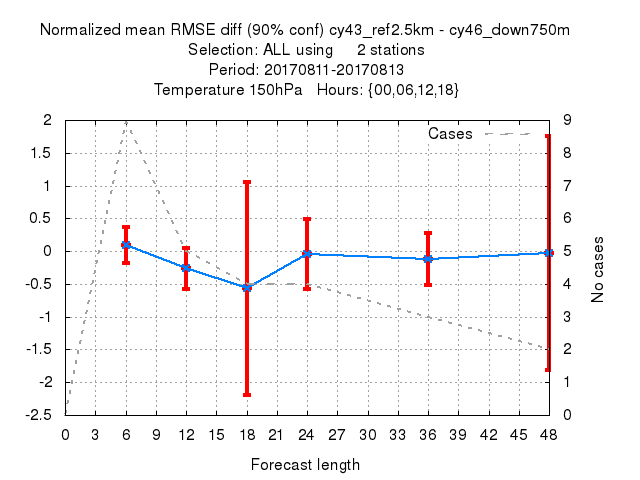 Normalized mean RMSE diff (90% conf) cy43_ref2.5km - cy46_down750m
Selection: ALL using     2 stations
Period: 20170811-20170813
Temperature 150hPa   Hours: {00,06,12,18}
Cases
2
1.5
1
0.5
0
-0.5
-1
-1.5
-2
-2.5
9
8
7
6
5
4
3
2
1
0
No cases
0 3 6 9 12 15 18 21 24 27 30 33 36 39 42 45 48
Forecast length